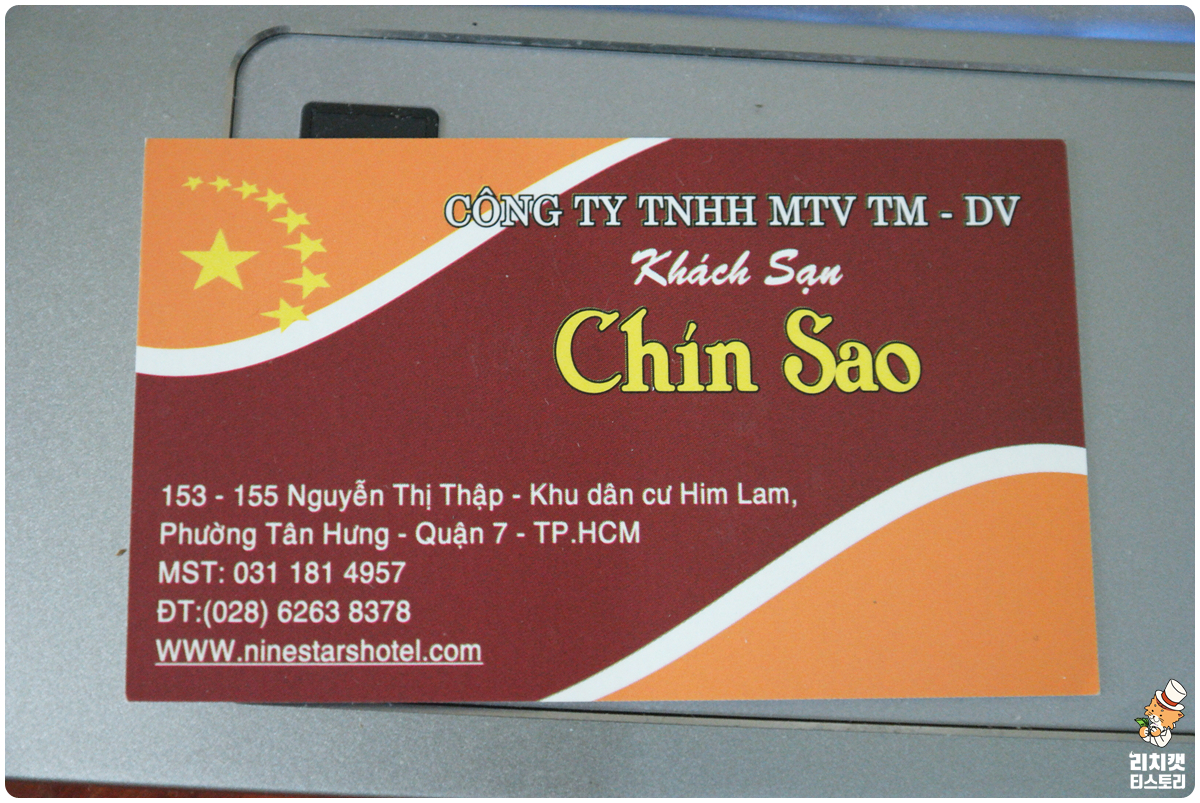 CÔNG TY TNHH MTV TM - DV
Khách Sạn
Chín Sao
153 - 155 Nguyễn Thị Thập - Khu dân cư Him Lam,
Phường Tân Hưng - Quận 7 - TP.HCM
MST: 031 181 4957
ĐT:(028) 6263 8378
WWW.ninestarshotel.com
리치캣
티스토리